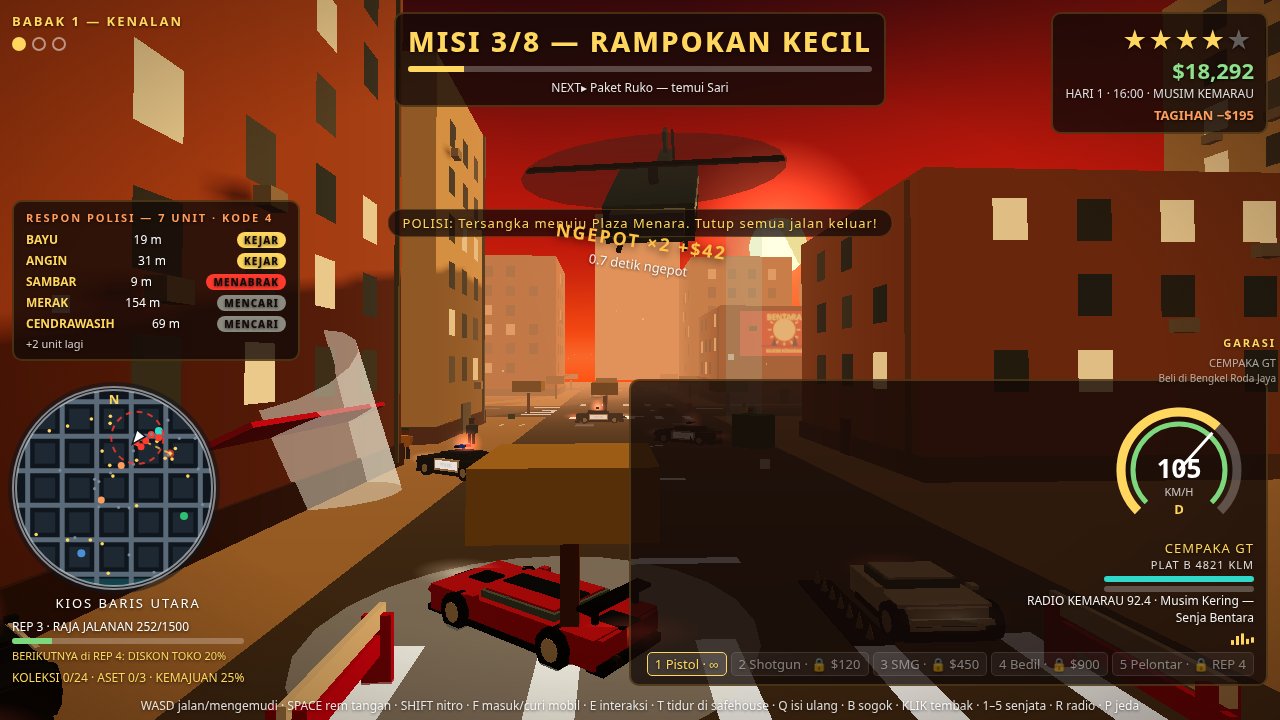 BABAK 1 — KENALAN
MISI 3/8 — RAMPOKAN KECIL
NEXT▸ Paket Ruko — temui Sari
★★★★★
$18,292
HARI 1 · 16:00 · MUSIM KEMARAU
TAGIHAN −$195
RESPON POLISI — 7 UNIT · KODE 4
BAYU 19 m KEJAR
ANGIN 31 m KEJAR
SAMBAR 9 m MENABRAK
MERAK 154 m MENCARI
CENDRAWASIH 69 m MENCARI
+2 unit lagi
POLISI: Tersangka menuju Plaza Menara. Tutup semua jalan keluar!
NGEPOT ×2 +$42
0.7 detik ngepot
BENTARA
GARASI
CEMPAKA GT
Beli di Bengkel Roda Jaya
N
KIOS BARIS UTARA
REP 3 · RAJA JALANAN 252/1500
BERIKUTNYA di REP 4: DISKON TOKO 20%
KOLEKSI 0/24 · ASET 0/3 · KEMAJUAN 25%
105
KM/H
D
CEMPAKA GT
PLAT B 4821 KLM
RADIO KEMARAU 92.4 · Musim Kering —
Senja Bentara
1 Pistol · ∞
2 Shotgun · 🔒 $120
3 SMG · 🔒 $450
4 Bedil · 🔒 $900
5 Pelontar · 🔒 REP 4
WASD jalan/mengemudi · SPACE rem tangan · SHIFT nitro · F masuk/curi mobil · E interaksi · T tidur di safehouse · Q isi ulang · B sogok · KLIK tembak · 1–5 senjata · R radio · P jeda